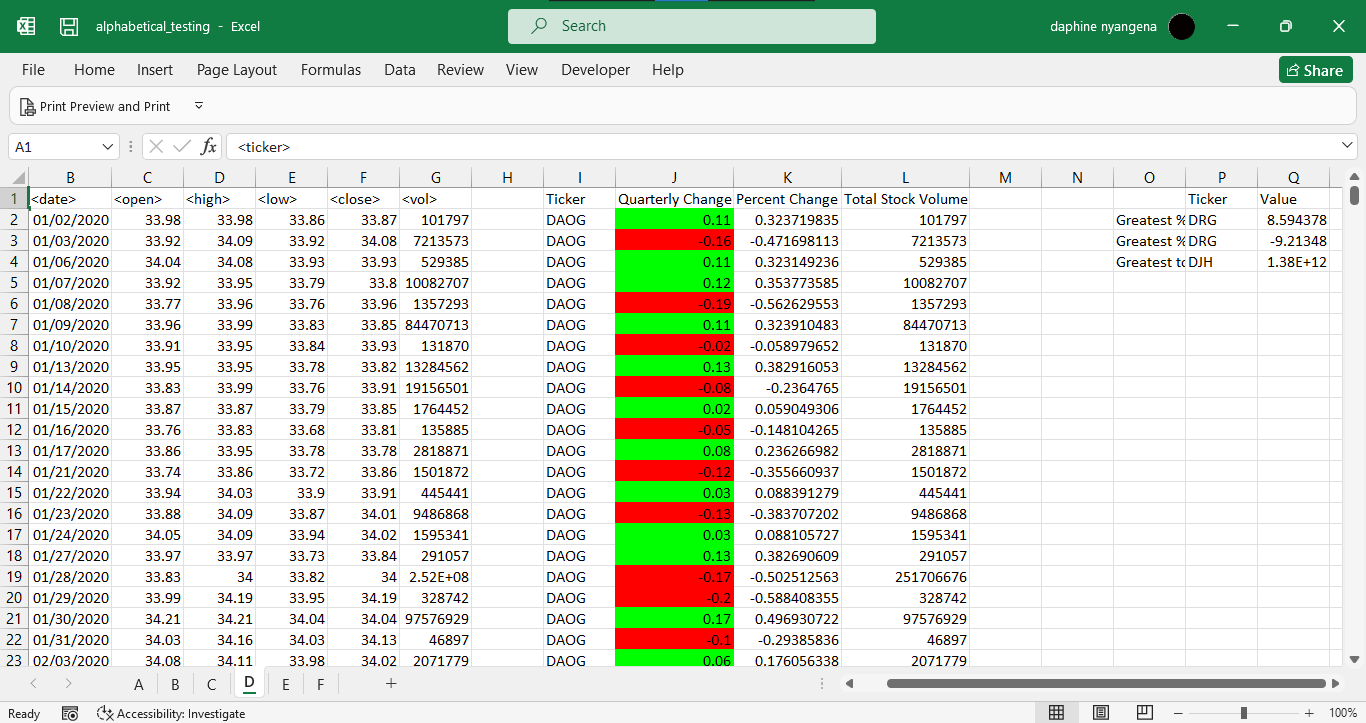 alphabetical_testing - Excel
Search
daphine nyangena
File Home Insert Page Layout Formulas Data Review View Developer Help
Share
Print Preview and Print
A1 fx <ticker>
B C D E F G H I J K L M N O P Q
1 <date> <open> <high> <low> <close> <vol> Ticker Quarterly Change Percent Change Total Stock Volume Ticker Value
2 01/02/2020 33.98 33.98 33.86 33.87 101797 DAOG 0.11 0.323719835 101797 Greatest % DRG 8.594378
3 01/03/2020 33.92 34.09 33.92 34.08 7213573 DAOG -0.16 -0.471698113 7213573 Greatest % DRG -9.21348
4 01/06/2020 34.04 34.08 33.93 33.93 529385 DAOG 0.11 0.323149236 529385 Greatest to DJH 1.38E+12
5 01/07/2020 33.92 33.95 33.79 33.8 10082707 DAOG 0.12 0.353773585 10082707
6 01/08/2020 33.77 33.96 33.76 33.96 1357293 DAOG -0.19 -0.562629553 1357293
7 01/09/2020 33.96 33.99 33.83 33.85 84470713 DAOG 0.11 0.323910483 84470713
8 01/10/2020 33.91 33.95 33.84 33.93 131870 DAOG -0.02 -0.058979652 131870
9 01/13/2020 33.95 33.95 33.78 33.82 13284562 DAOG 0.13 0.382916053 13284562
10 01/14/2020 33.83 33.99 33.76 33.91 19156501 DAOG -0.08 -0.2364765 19156501
11 01/15/2020 33.87 33.87 33.79 33.85 1764452 DAOG 0.02 0.059049306 1764452
12 01/16/2020 33.76 33.83 33.68 33.81 135885 DAOG -0.05 -0.148104265 135885
13 01/17/2020 33.86 33.95 33.78 33.78 2818871 DAOG 0.08 0.236266982 2818871
14 01/21/2020 33.74 33.86 33.72 33.86 1501872 DAOG -0.12 -0.355660937 1501872
15 01/22/2020 33.94 34.03 33.9 33.91 445441 DAOG 0.03 0.088391279 445441
16 01/23/2020 33.88 34.09 33.87 34.01 9486868 DAOG -0.13 -0.383707202 9486868
17 01/24/2020 34.05 34.09 33.94 34.02 1595341 DAOG 0.03 0.088105727 1595341
18 01/27/2020 33.97 33.97 33.73 33.84 291057 DAOG 0.13 0.382690609 291057
19 01/28/2020 33.83 34 33.82 34 2.52E+08 DAOG -0.17 -0.502512563 251706676
20 01/29/2020 33.99 34.19 33.95 34.19 328742 DAOG -0.2 -0.588408355 328742
21 01/30/2020 34.21 34.21 34.04 34.04 97576929 DAOG 0.17 0.496930722 97576929
22 01/31/2020 34.03 34.16 34.03 34.13 46897 DAOG -0.1 -0.29385836 46897
23 02/03/2020 34.08 34.11 33.98 34.02 2071779 DAOG 0.06 0.176056338 2071779
A B C D E F
Ready Accessibility: Investigate 100%